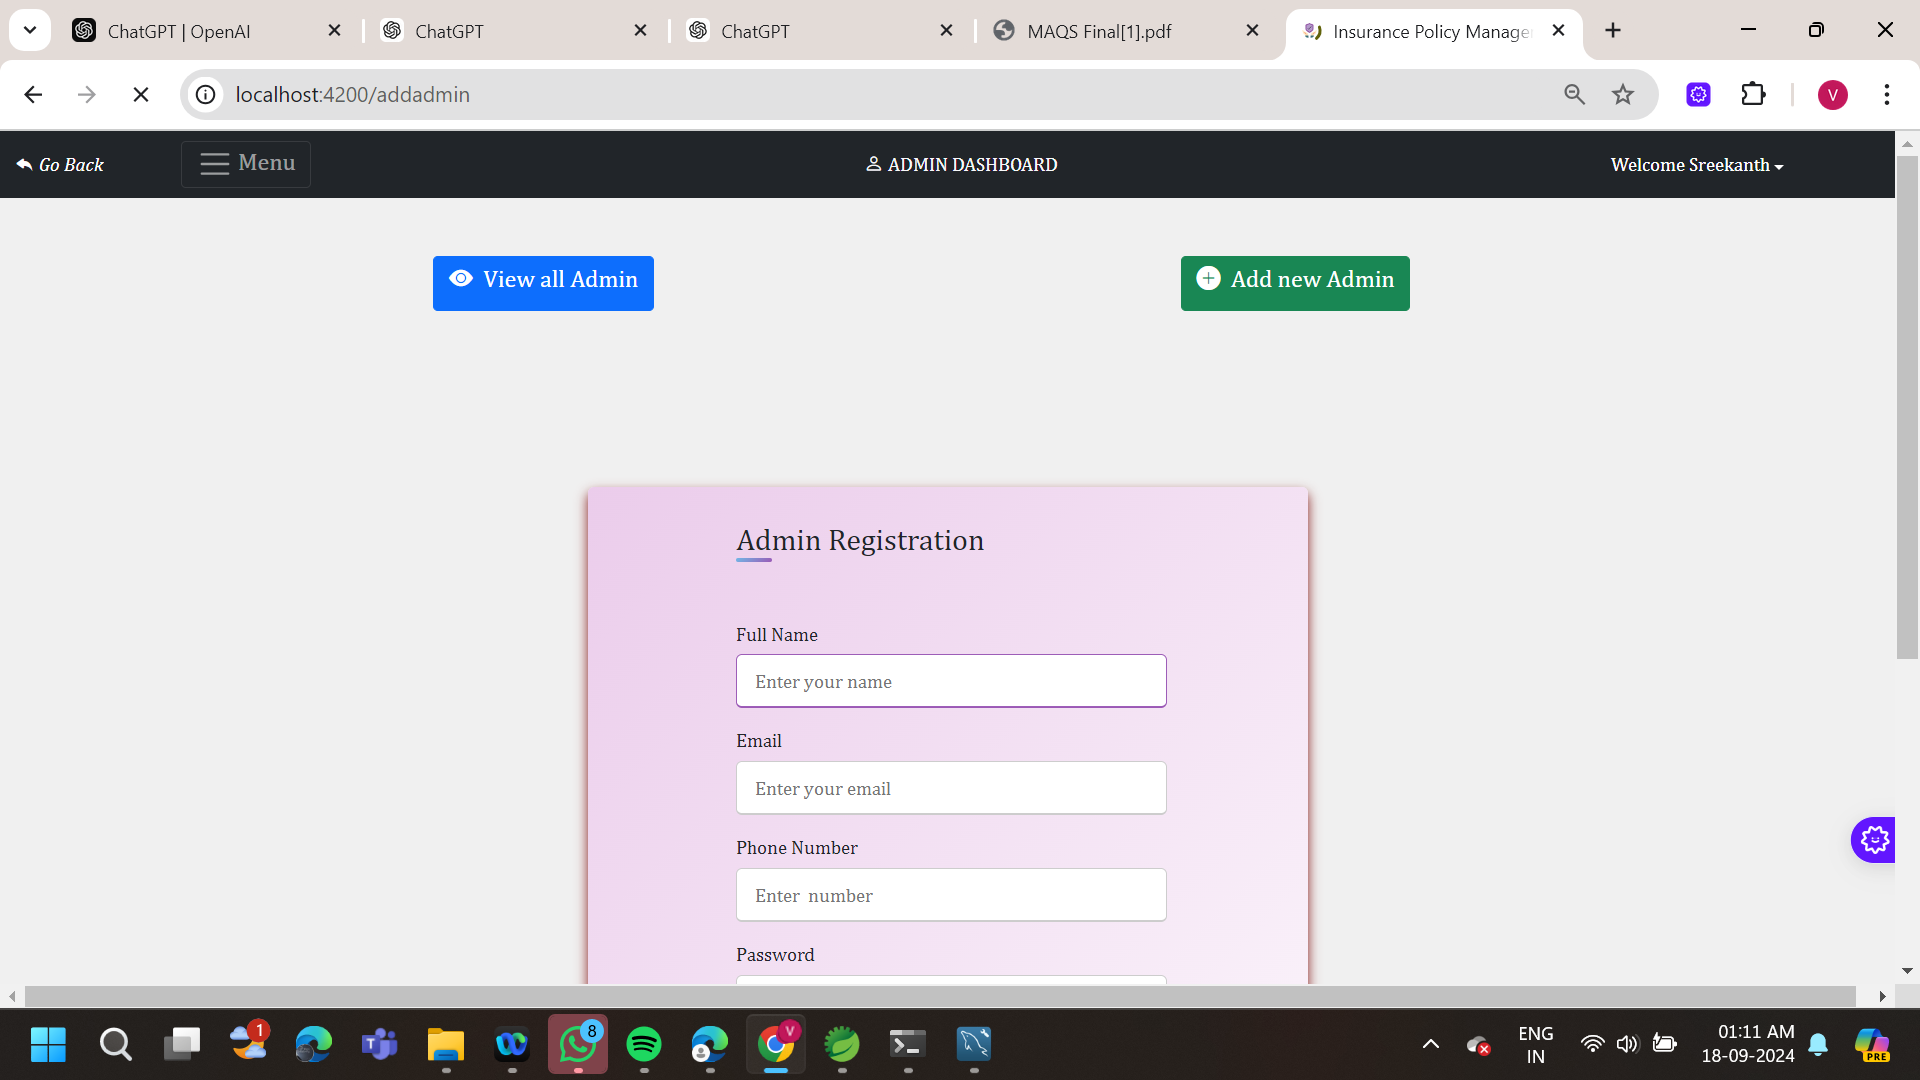 ChatGPT | OpenAI
ChatGPT
ChatGPT
MAQS Final[1].pdf
Insurance Policy Manage
localhost:4200/addadmin
V
Go Back
Menu
ADMIN DASHBOARD
Welcome Sreekanth
View all Admin
Add new Admin
Admin Registration
Full Name
Enter your name
Email
Enter your email
Phone Number
Enter  number
Password
1
8
V
ENG
IN
01:11 AM
18-09-2024
PRE